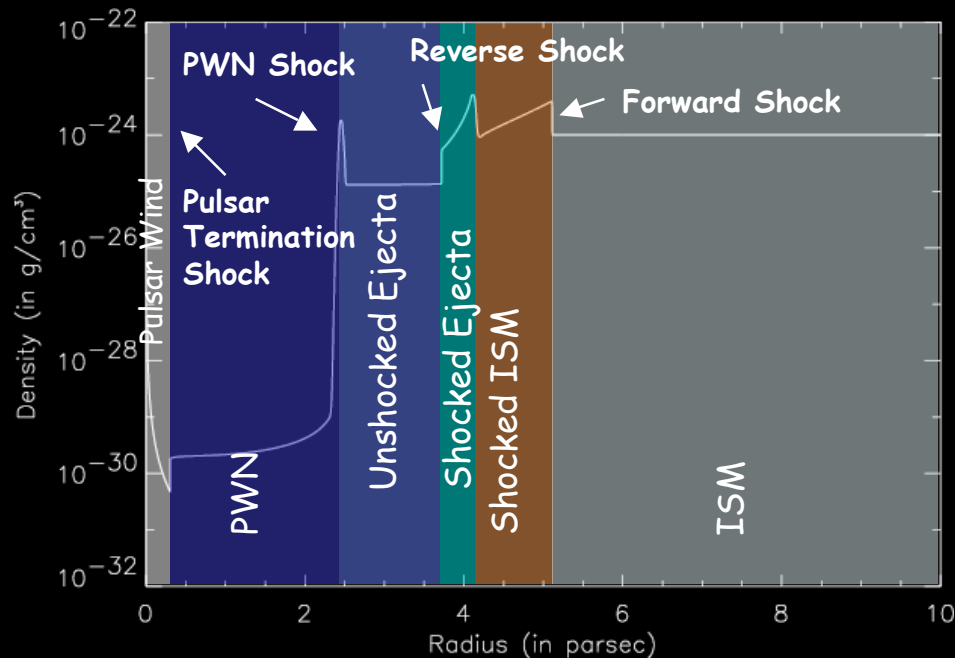 10⁻²²
10⁻²⁴
10⁻²⁶
10⁻²⁸
10⁻³⁰
10⁻³²
Density (in g/cm³)
PWN Shock
Reverse Shock
Forward Shock
Pulsar
Termination
Shock
Pulsar Wind
PWN
Unshocked Ejecta
Shocked Ejecta
Shocked ISM
ISM
0 2 4 6 8 10
Radius (in parsec)